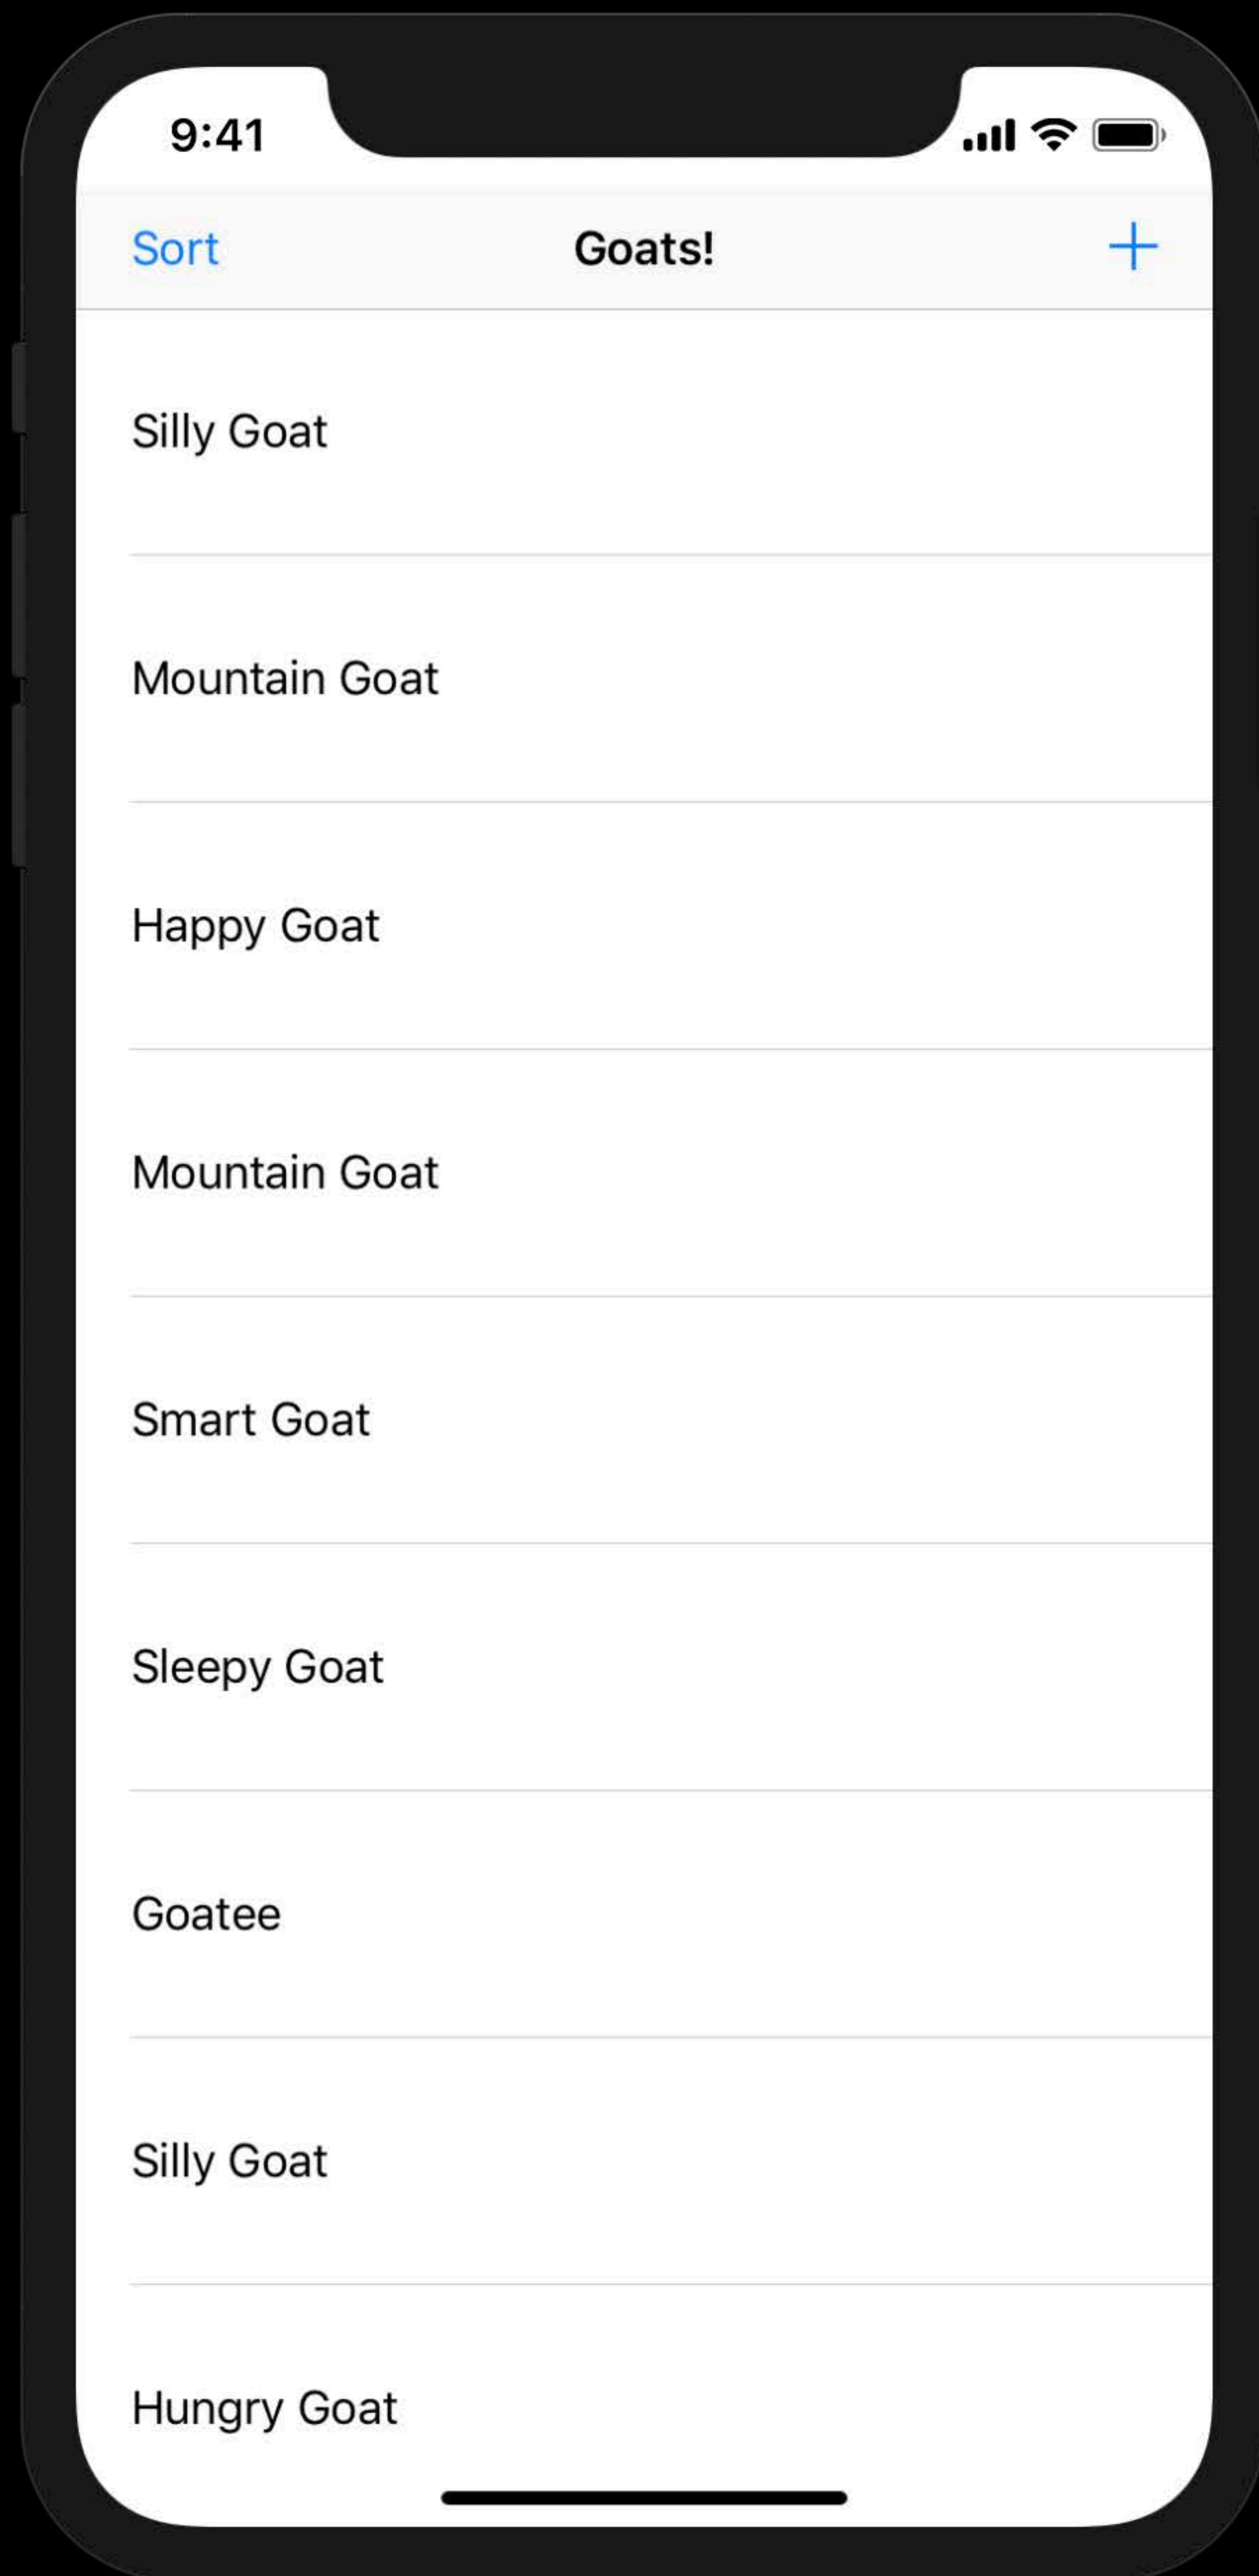 9:41
Sort Goats! +
Silly Goat
Mountain Goat
Happy Goat
Mountain Goat
Smart Goat
Sleepy Goat
Goatee
Silly Goat
Hungry Goat